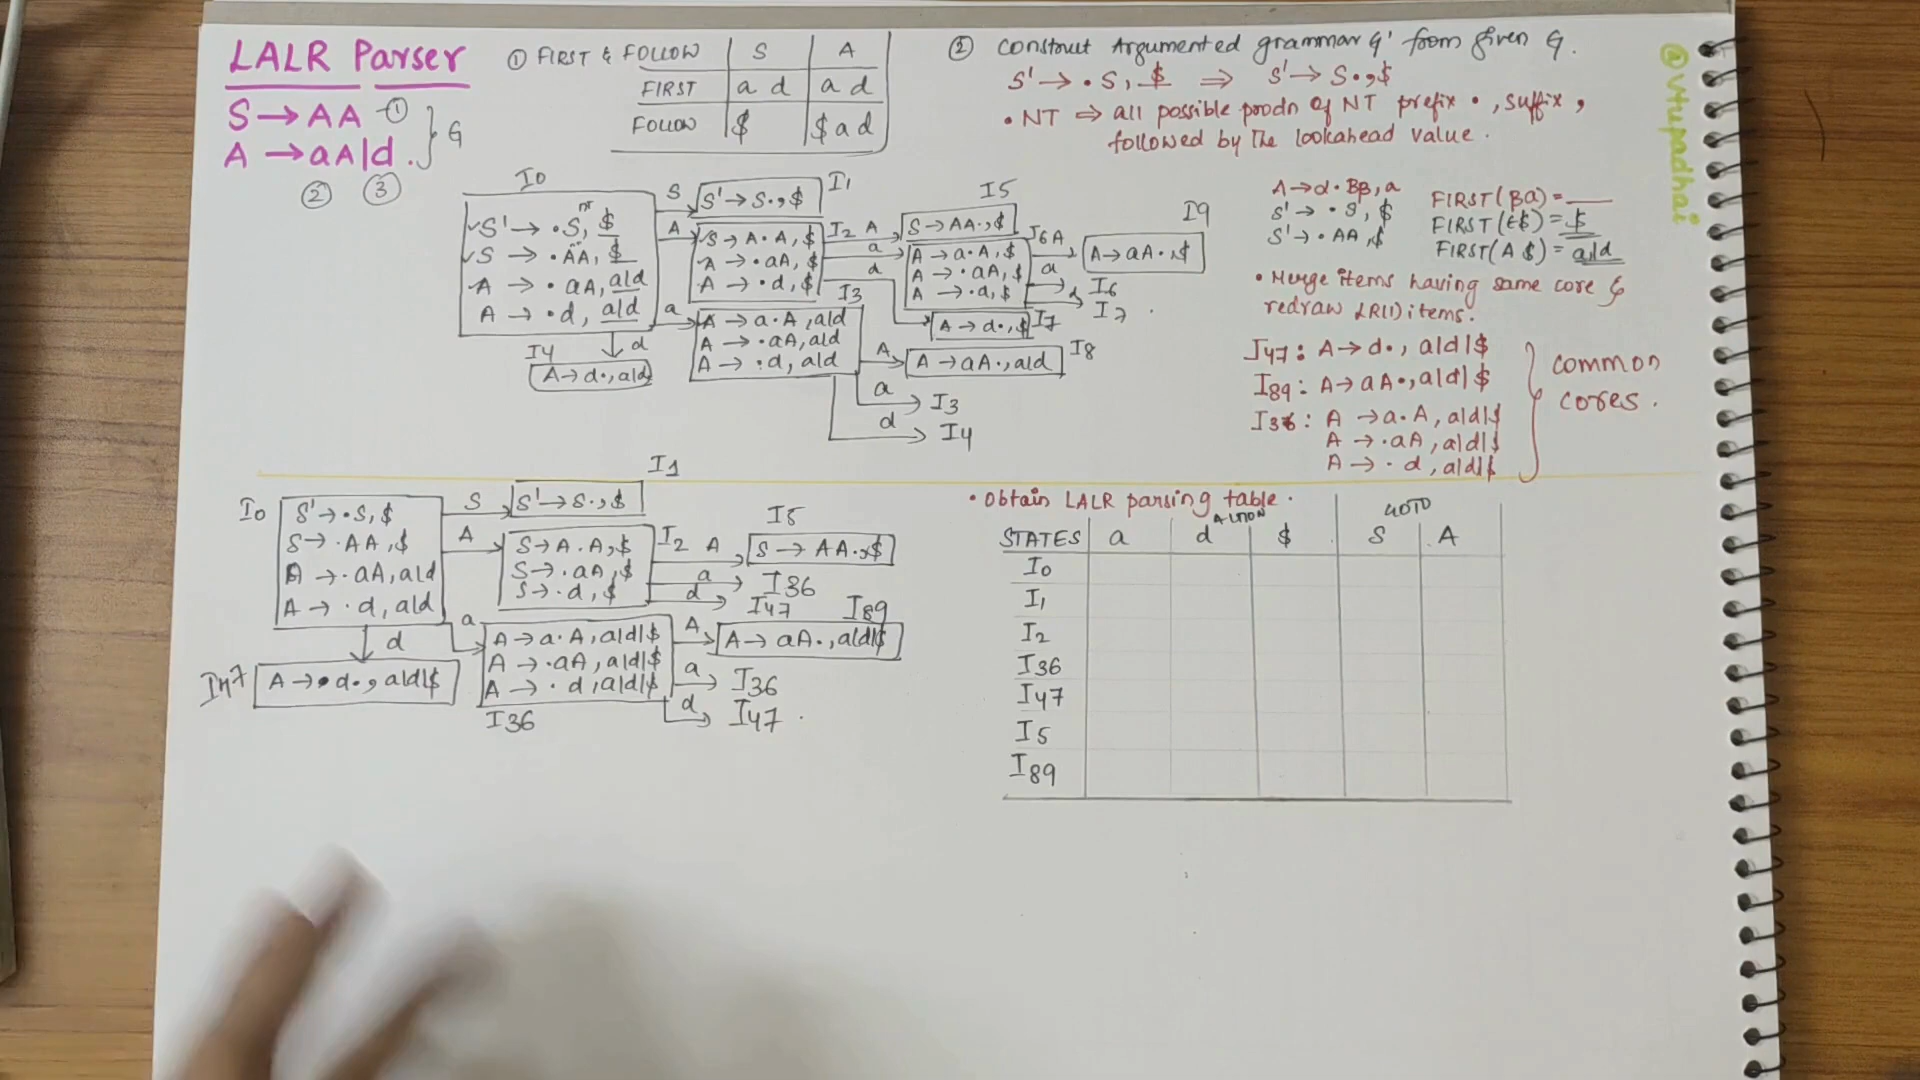 LALR Parser
S → AA - ①
A → aA|d .
② ③
} G
① FIRST & FOLLOW | S | A
FIRST | a d | a d
FOLLOW | $ | $ a d
② Construct Argumented grammar G' from given G.
S' → • S, $ ⇒ S' → S•,$
• NT ⇒ all possible prodn of NT prefix • , suffix ,
followed by The lookahead value .
@vtupadhai
I0
S' → •S, $
NT
S → •AA, $
A → • aA, a|d
A → •d, a|d
S
S' → S•,$
I1
A
S → A•A, $
A → •aA, $
A → •d, $
I2
A
S → AA•,$
I5
a
A → a•A,$
A → •aA, $
A → •d,$
I6
A
A → aA•,$
I9
a
I6
d
I7 .
d
A → d•,$
I7
a
A → a•A ,a|d
A → •aA, a|d
A → •d, a|d
I3
A
A → aA•,a|d
I8
a
I3
d
I4
d
I4
A → d•,a|d
A → α•Bβ,a
S' → •S', $
S' → •AA,$
FIRST(βa) = __
FIRST(ε$) = $
FIRST(A $) = a|d
• Merge items having same core &
redraw LR(1) items.
I47 : A → d• , a|d|$
I89 : A → aA•,a|d|$
I36 : A → a•A, a|d|$
A → •aA, a|d|$
A → •d ,a|d|$
common
cores .
I0
S' → •S,$
S → •AA,$
A → •aA,a|d
A → •d, a|d
S
S' → S•,$
I1
A
S → A•A,$
S → •aA,$
S → •d,$
I2
A
S → AA•,$
I5
a
I36
d
I47
a
A → a•A,a|d|$
A → •aA,a|d|$
A → •d,a|d|$
I36
A
A → aA•,a|d|$
I89
a
I36
d
I47 .
d
I47
A → •d•, a|d|$
• Obtain LALR parsing table .
ACTION
GOTO
STATES | a | d | $ | S | A
I0
I1
I2
I36
I47
I5
I89